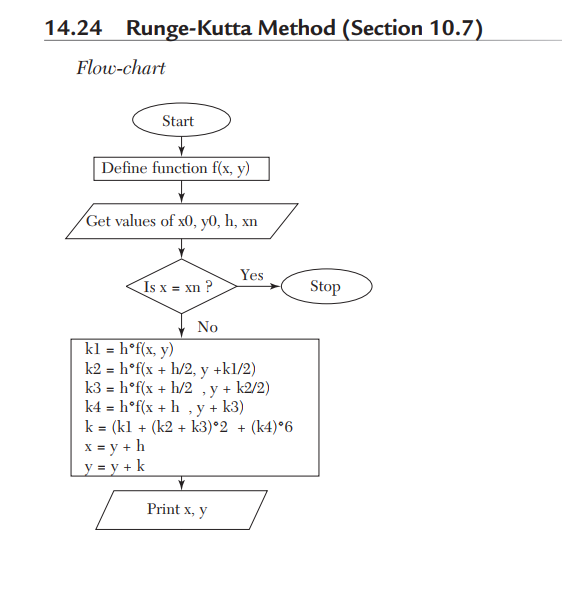 14.24 Runge-Kutta Method (Section 10.7)
Flow-chart
Start
Define function f(x, y)
Get values of x0, y0, h, xn
Is x = xn ?
Yes
Stop
No
k1 = h*f(x, y)
k2 = h*f(x + h/2, y +k1/2)
k3 = h*f(x + h/2 , y + k2/2)
k4 = h*f(x + h , y + k3)
k = (k1 + (k2 + k3)*2 + (k4)*6
x = y + h
y = y + k
Print x, y